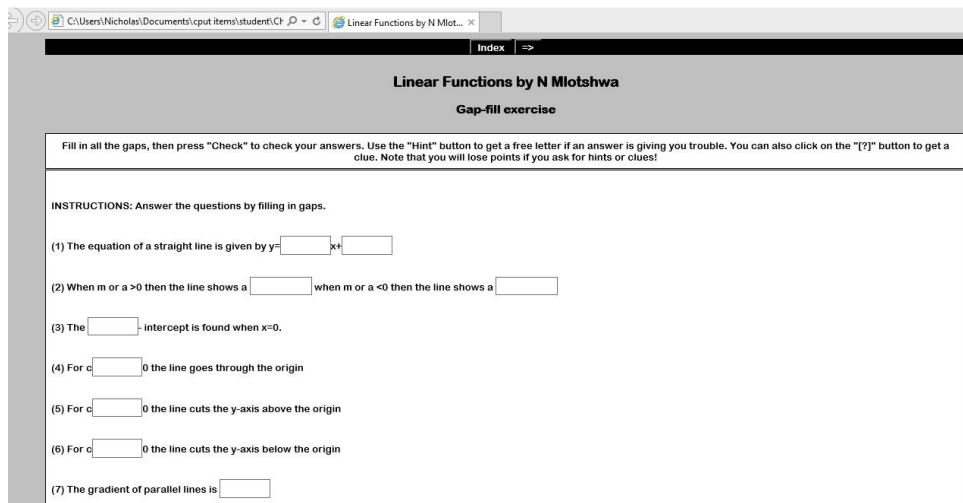 C:\Users\Nicholas\Documents\cput items\student\Ch
Linear Functions by N Mlot...
Index =>
Linear Functions by N Mlotshwa
Gap-fill exercise
Fill in all the gaps, then press "Check" to check your answers. Use the "Hint" button to get a free letter if an answer is giving you trouble. You can also click on the "[?]" button to get a
clue. Note that you will lose points if you ask for hints or clues!
INSTRUCTIONS: Answer the questions by filling in gaps.
(1) The equation of a straight line is given by y= x+
(2) When m or a >0 then the line shows a when m or a <0 then the line shows a
(3) The - intercept is found when x=0.
(4) For c 0 the line goes through the origin
(5) For c 0 the line cuts the y-axis above the origin
(6) For c 0 the line cuts the y-axis below the origin
(7) The gradient of parallel lines is